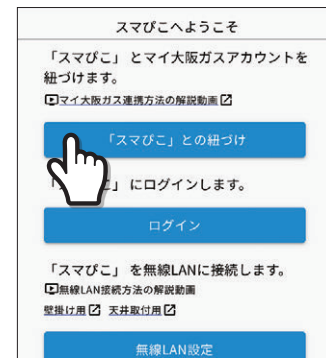 スマぴこへようこそ
「スマぴこ」 とマイ大阪ガスアカウントを
紐づけます。
マイ大阪ガス連携方法の解説動画
「スマぴこ」との紐づけ
「 こ」 にログインします。
ログイン
「スマぴこ」 を無線LANに接続します。
無線LAN接続方法の解説動画
壁掛け用 天井取付用
無線LAN設定